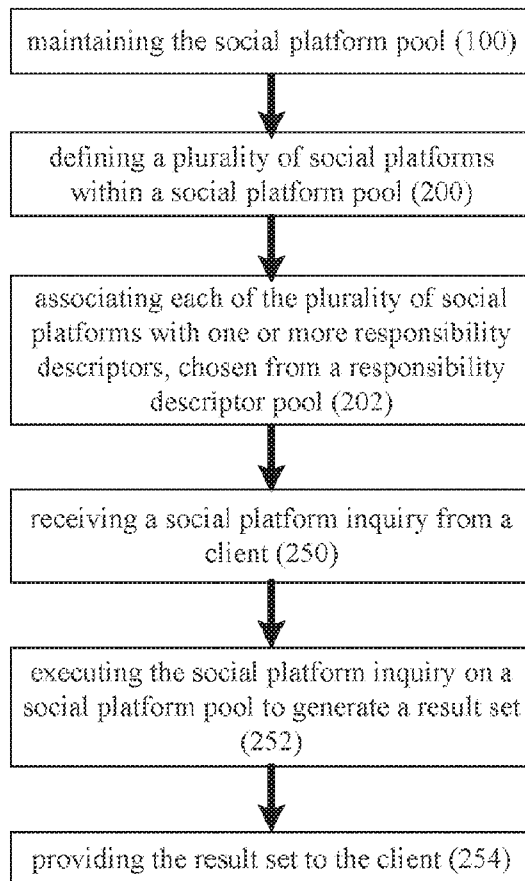 maintaining the social platform pool (100)
defining a plurality of social platforms
within a social platform pool (200)
associating each of the plurality of social
platforms with one or more responsibility
descriptors, chosen from a responsibility
descriptor pool (202)
receiving a social platform inquiry from a
client (250)
executing the social platform inquiry on a
social platform pool to generate a result set
(252)
providing the result set to the client (254)